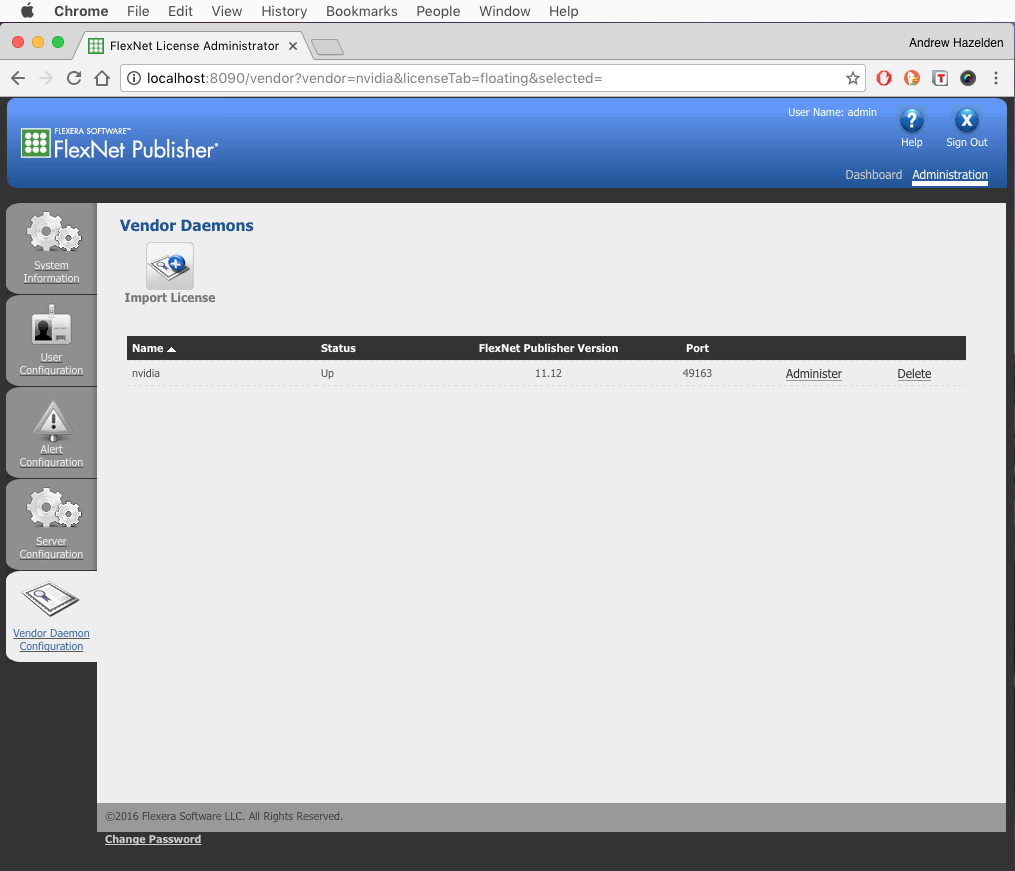 Chrome File Edit View History Bookmarks People Window Help
FlexNet License Administrator
Andrew Hazelden
localhost:8090/vendor?vendor=nvidia&licenseTab=floating&selected=
T
User Name: admin
FLEXERA SOFTWARE™
FlexNet Publisher
? X
Help Sign Out
Dashboard Administration
System
Information
User
Configuration
Alert
Configuration
Server
Configuration
Vendor Daemon
Configuration
Vendor Daemons
Import License
Name Status FlexNet Publisher Version Port
nvidia Up 11.12 49163 Administer Delete
©2016 Flexera Software LLC. All Rights Reserved.
Change Password